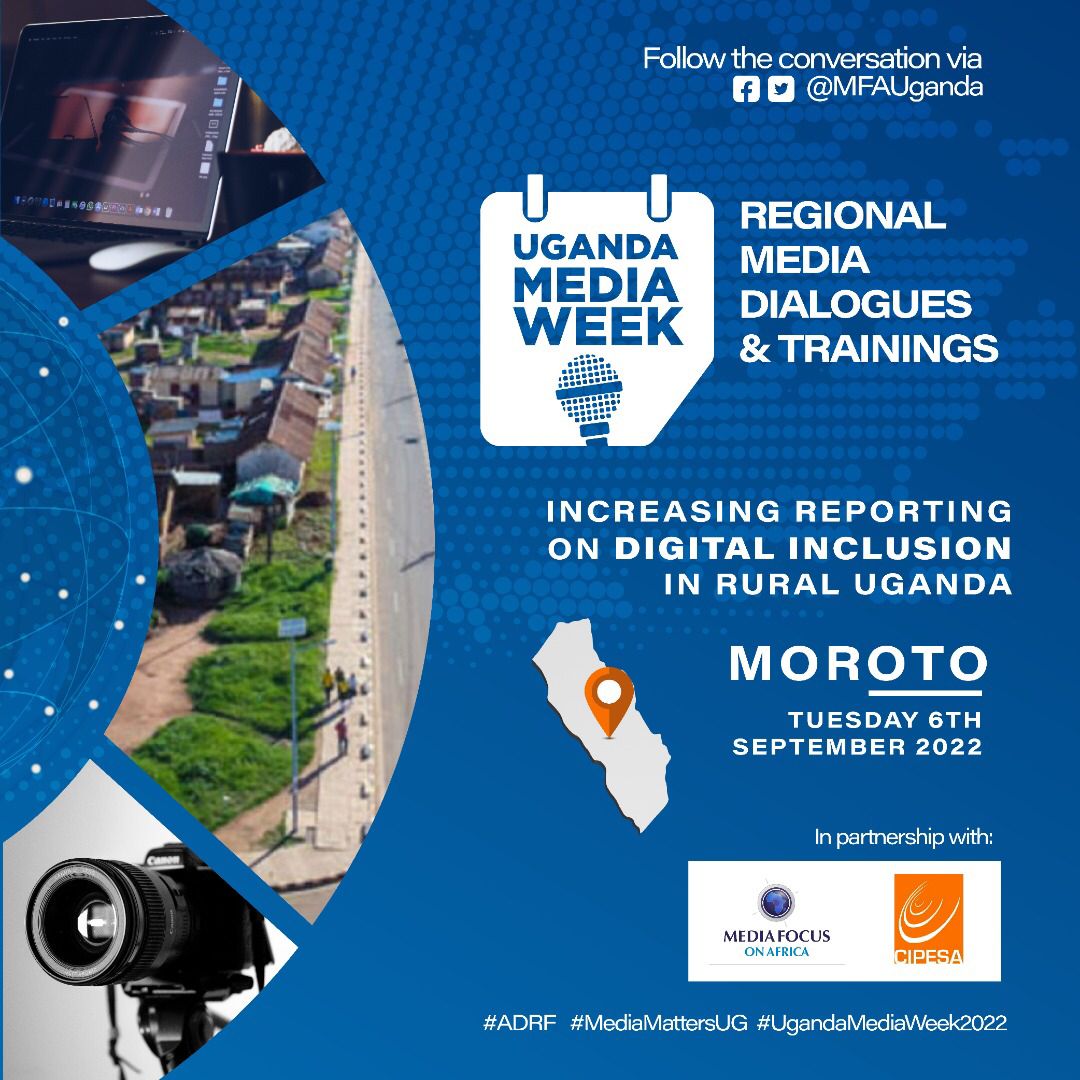 Follow the conversation via
@MFAUganda
UGANDA
MEDIA
WEEK
REGIONAL
MEDIA
DIALOGUES
& TRAININGS
INCREASING REPORTING
ON DIGITAL INCLUSION
IN RURAL UGANDA
MOROTO
TUESDAY 6TH
SEPTEMBER 2022
In partnership with:
MEDIA FOCUS
ON AFRICA
CIPESA
#ADRF #MediaMattersUG #UgandaMediaWeek2022
Canon